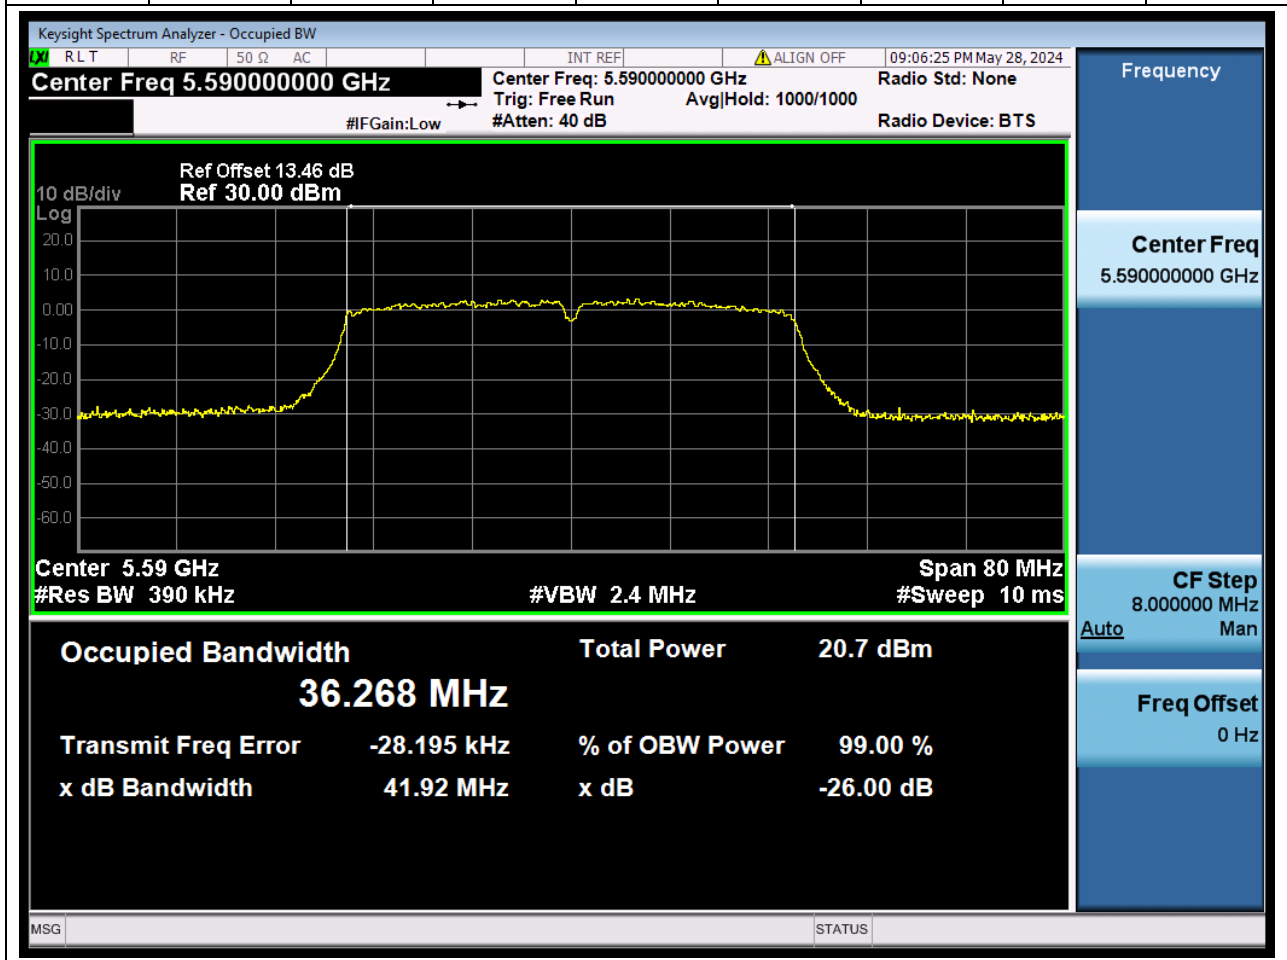 Keysight Spectrum Analyzer - Occupied BW
LXI RLT RF 50 Ω AC INT REF ALIGN OFF 09:06:25 PM May 28, 2024
Center Freq 5.590000000 GHz
Center Freq: 5.590000000 GHz
Radio Std: None
Trig: Free Run Avg|Hold: 1000/1000
#IFGain:Low
#Atten: 40 dB
Radio Device: BTS
Ref Offset 13.46 dB
10 dB/div Ref 30.00 dBm
Log
20.0
10.0
0.00
-10.0
-20.0
-30.0
-40.0
-50.0
-60.0
Center 5.59 GHz Span 80 MHz
#Res BW 390 kHz #VBW 2.4 MHz #Sweep 10 ms
Occupied Bandwidth Total Power 20.7 dBm
36.268 MHz
Transmit Freq Error -28.195 kHz % of OBW Power 99.00 %
x dB Bandwidth 41.92 MHz x dB -26.00 dB
MSG STATUS
Frequency
Center Freq
5.590000000 GHz
CF Step
8.000000 MHz
Auto Man
Freq Offset
0 Hz